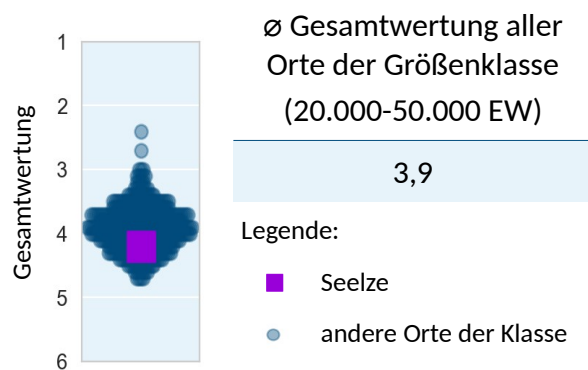 ø Gesamtwertung aller
Orte der Größenklasse
(20.000-50.000 EW)
3,9
Gesamtwertung
1
2
3
4
5
6
Legende:
Seelze
andere Orte der Klasse